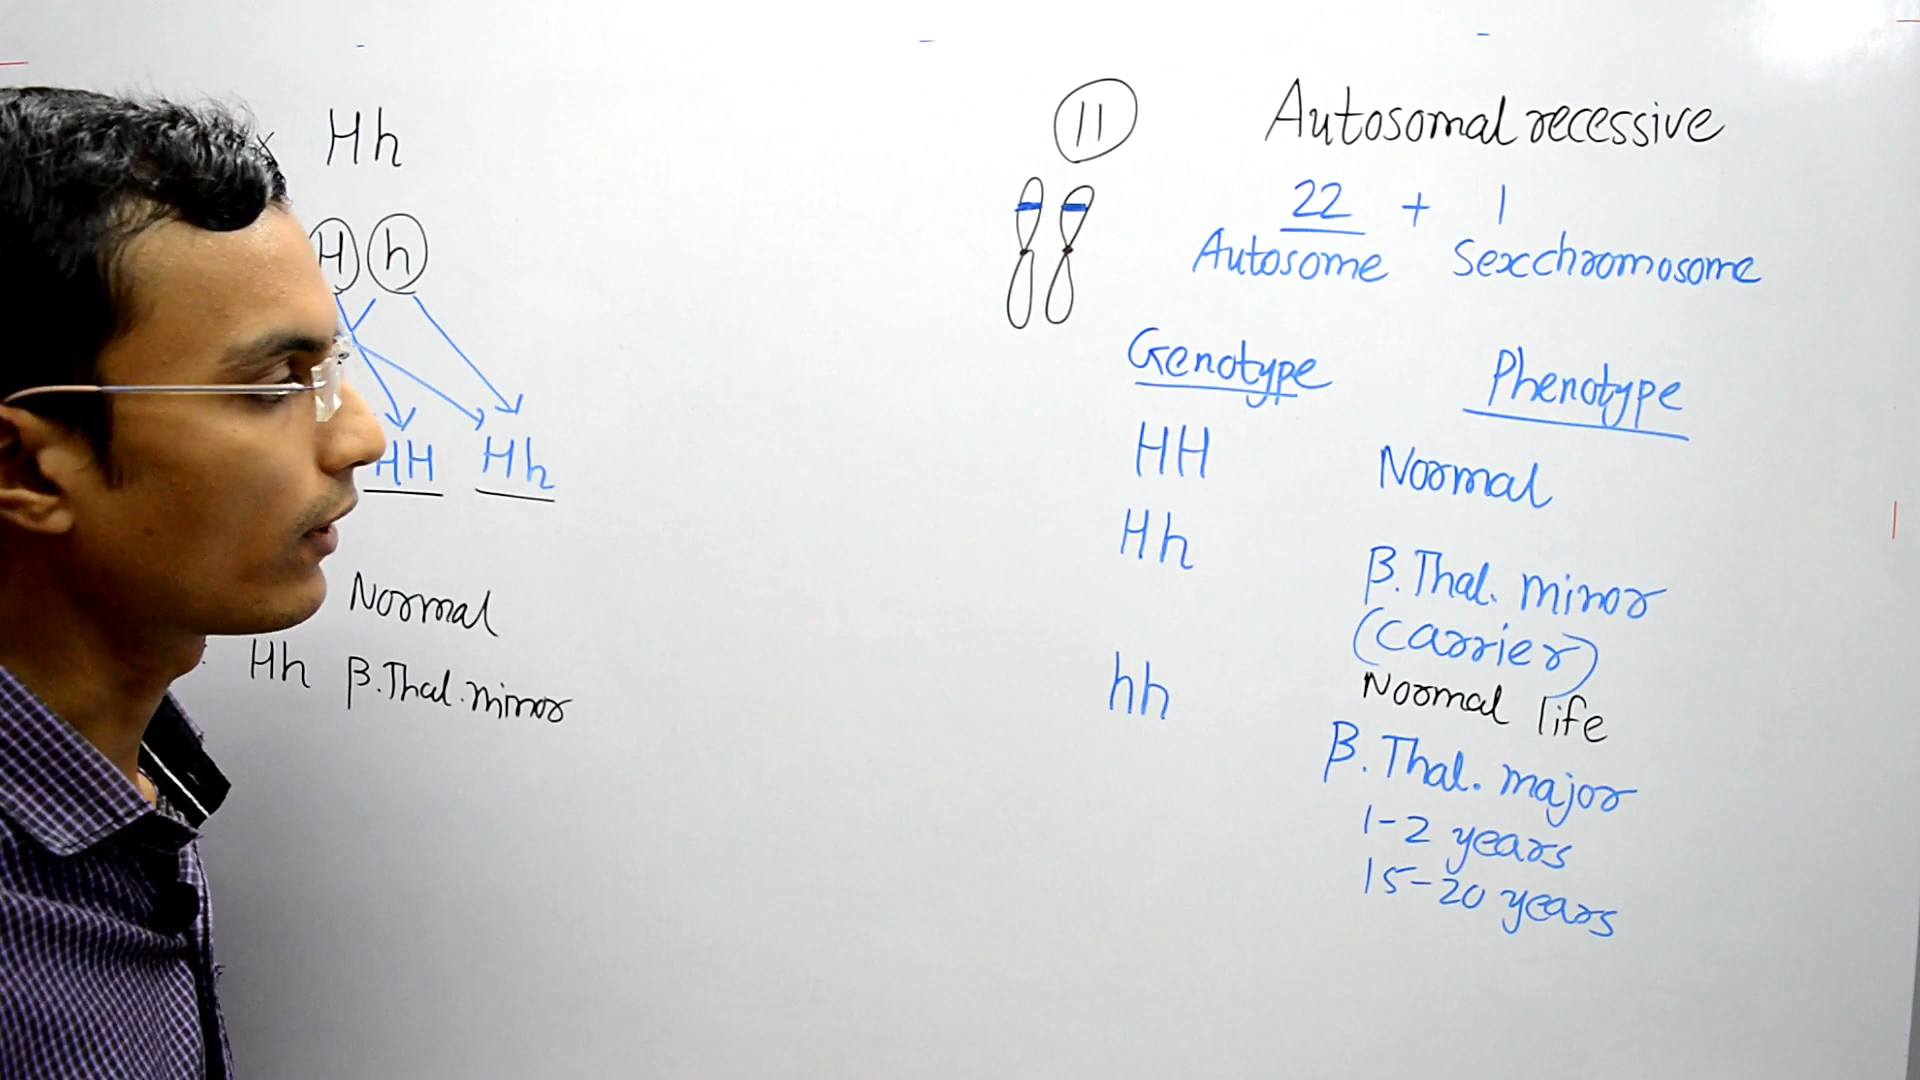 x Hh
H h
HH Hh
Normal
Hh β.Thal.minor
11 Autosomal recessive
22 + 1
Autosome Sexchromosome
Genotype Phenotype
HH Normal
Hh β.Thal. minor
(carrier)
Normal life
hh β.Thal. major
1-2 years
15-20 years